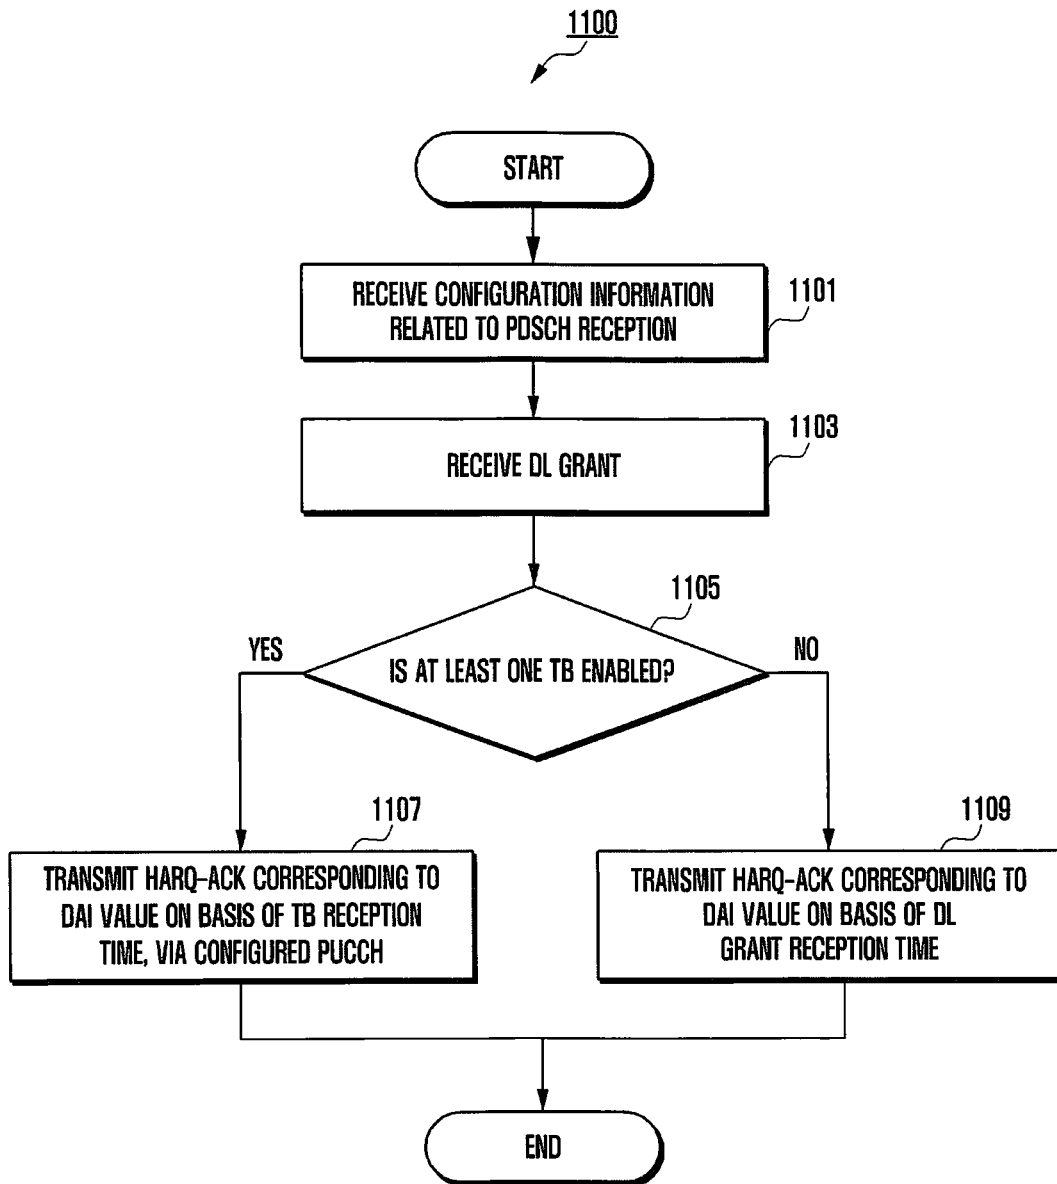 1100
START
RECEIVE CONFIGURATION INFORMATION
RELATED TO PDSCH RECEPTION
1101
1103
RECEIVE DL GRANT
1105
YES
IS AT LEAST ONE TB ENABLED?
NO
1107
1109
TRANSMIT HARQ-ACK CORRESPONDING TO
DAI VALUE ON BASIS OF TB RECEPTION
TIME, VIA CONFIGURED PUCCH
TRANSMIT HARQ-ACK CORRESPONDING TO
DAI VALUE ON BASIS OF DL
GRANT RECEPTION TIME
END